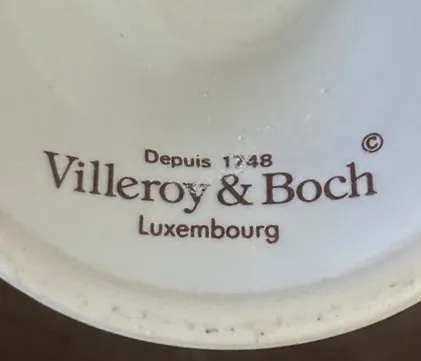 Depuis 1748
©
Villeroy & Boch
Luxembourg